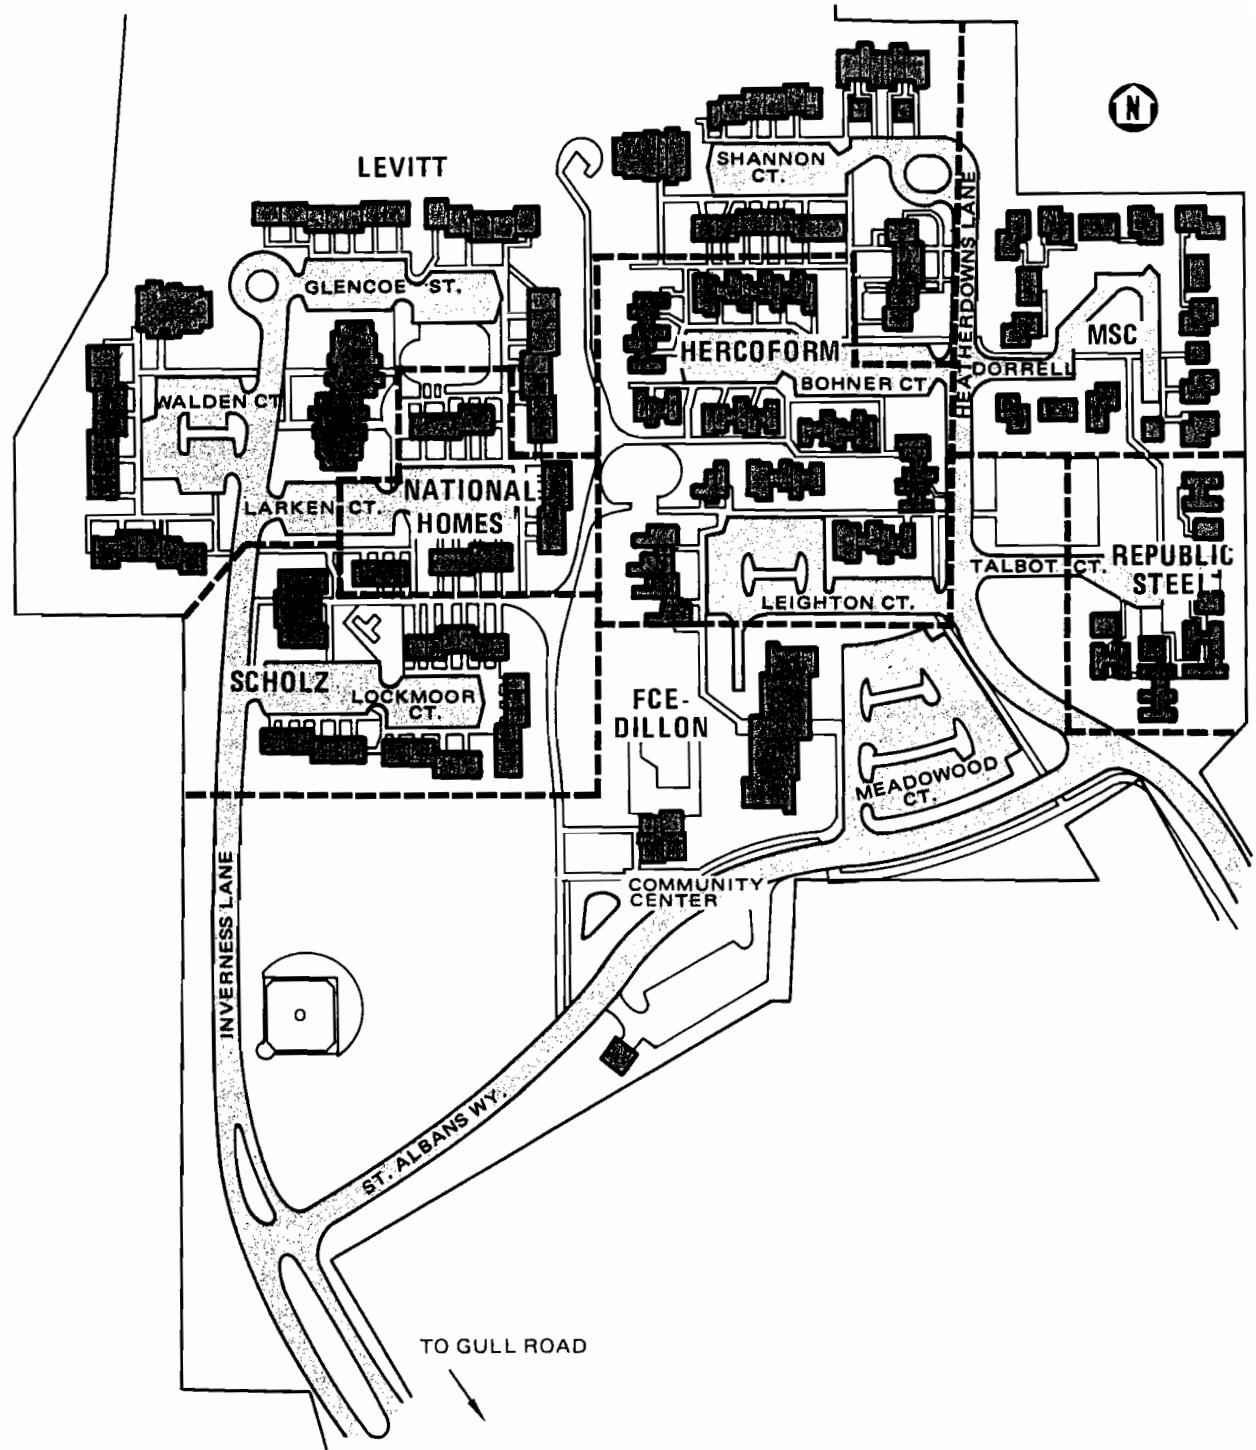 N
LEVITT
SHANNON
CT.
HEATHERDOWNS LANE
GLENCOE ST.
MSC
HERCOFORM
DORRELL
BOHNER CT.
WALDEN CT.
NATIONAL
HOMES
LARKEN CT.
REPUBLIC
STEEL
TALBOT CT.
LEIGHTON CT.
SCHOLZ
LOCKMOOR
CT.
FCE-
DILLON
MEADOWOOD
CT.
COMMUNITY
CENTER
INVERNESS LANE
ST. ALBANS WY.
TO GULL ROAD